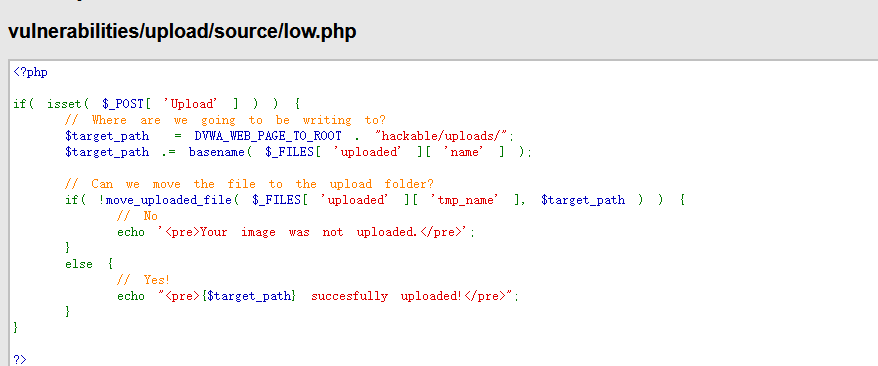 vulnerabilities/upload/source/low.php
<?php
if( isset( $_POST[ 'Upload' ] ) ) {
// Where are we going to be writing to?
$target_path = DVWA_WEB_PAGE_TO_ROOT . "hackable/uploads/";
$target_path .= basename( $_FILES[ 'uploaded' ][ 'name' ] );
// Can we move the file to the upload folder?
if( !move_uploaded_file( $_FILES[ 'uploaded' ][ 'tmp_name' ], $target_path ) ) {
// No
echo '<pre>Your image was not uploaded.</pre>';
}
else {
// Yes!
echo "<pre>{$target_path} succesfully uploaded!</pre>";
}
}
?>